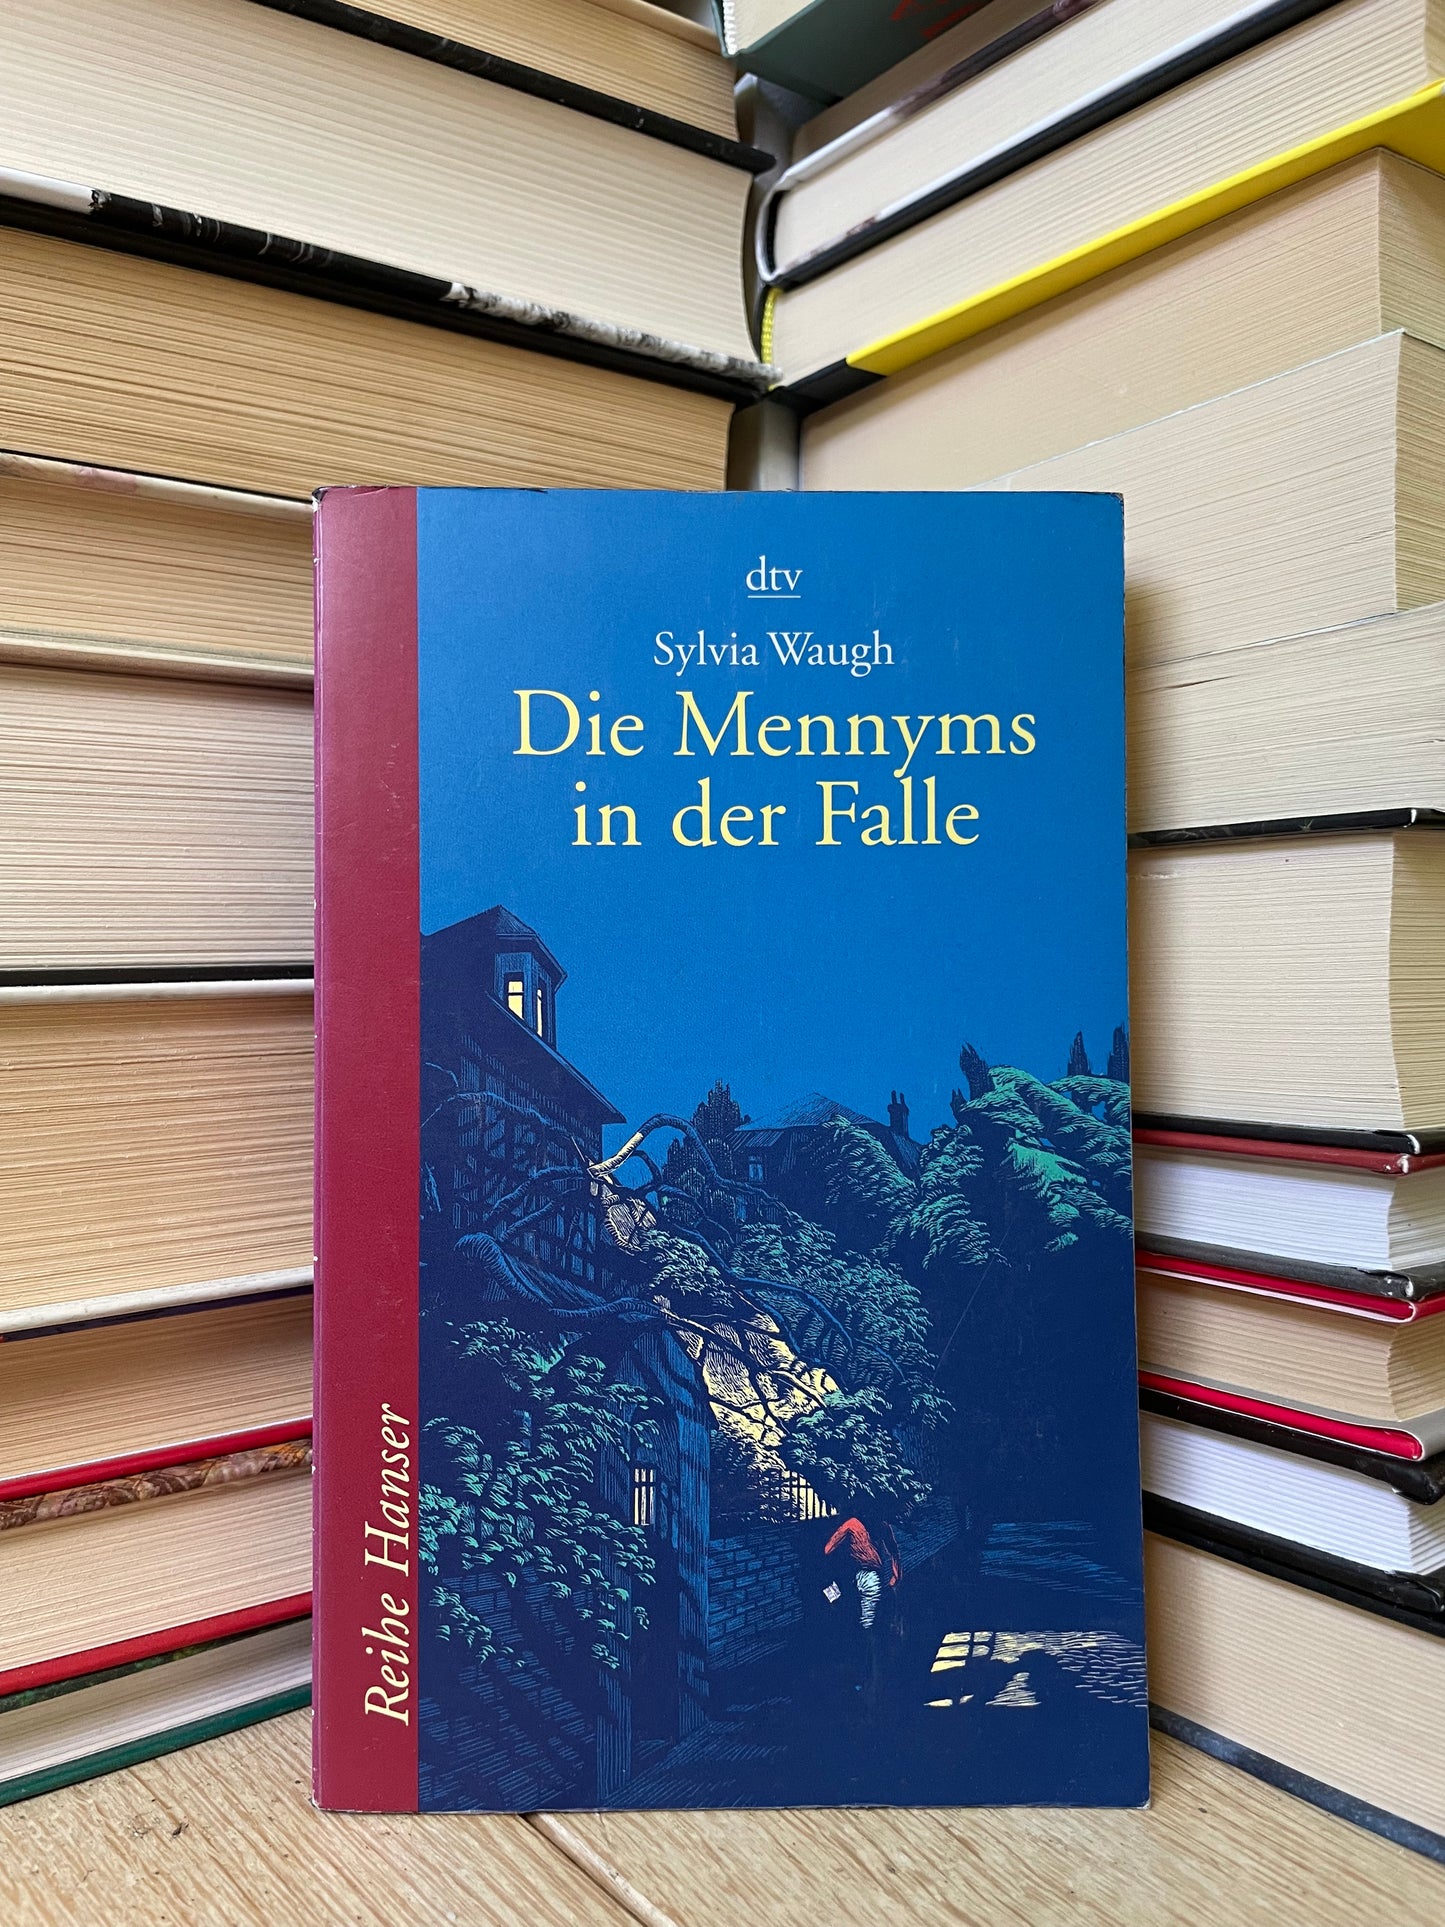 dtv
Sylvia Waugh
Die Mennyms
in der Falle
Reihe Hanser